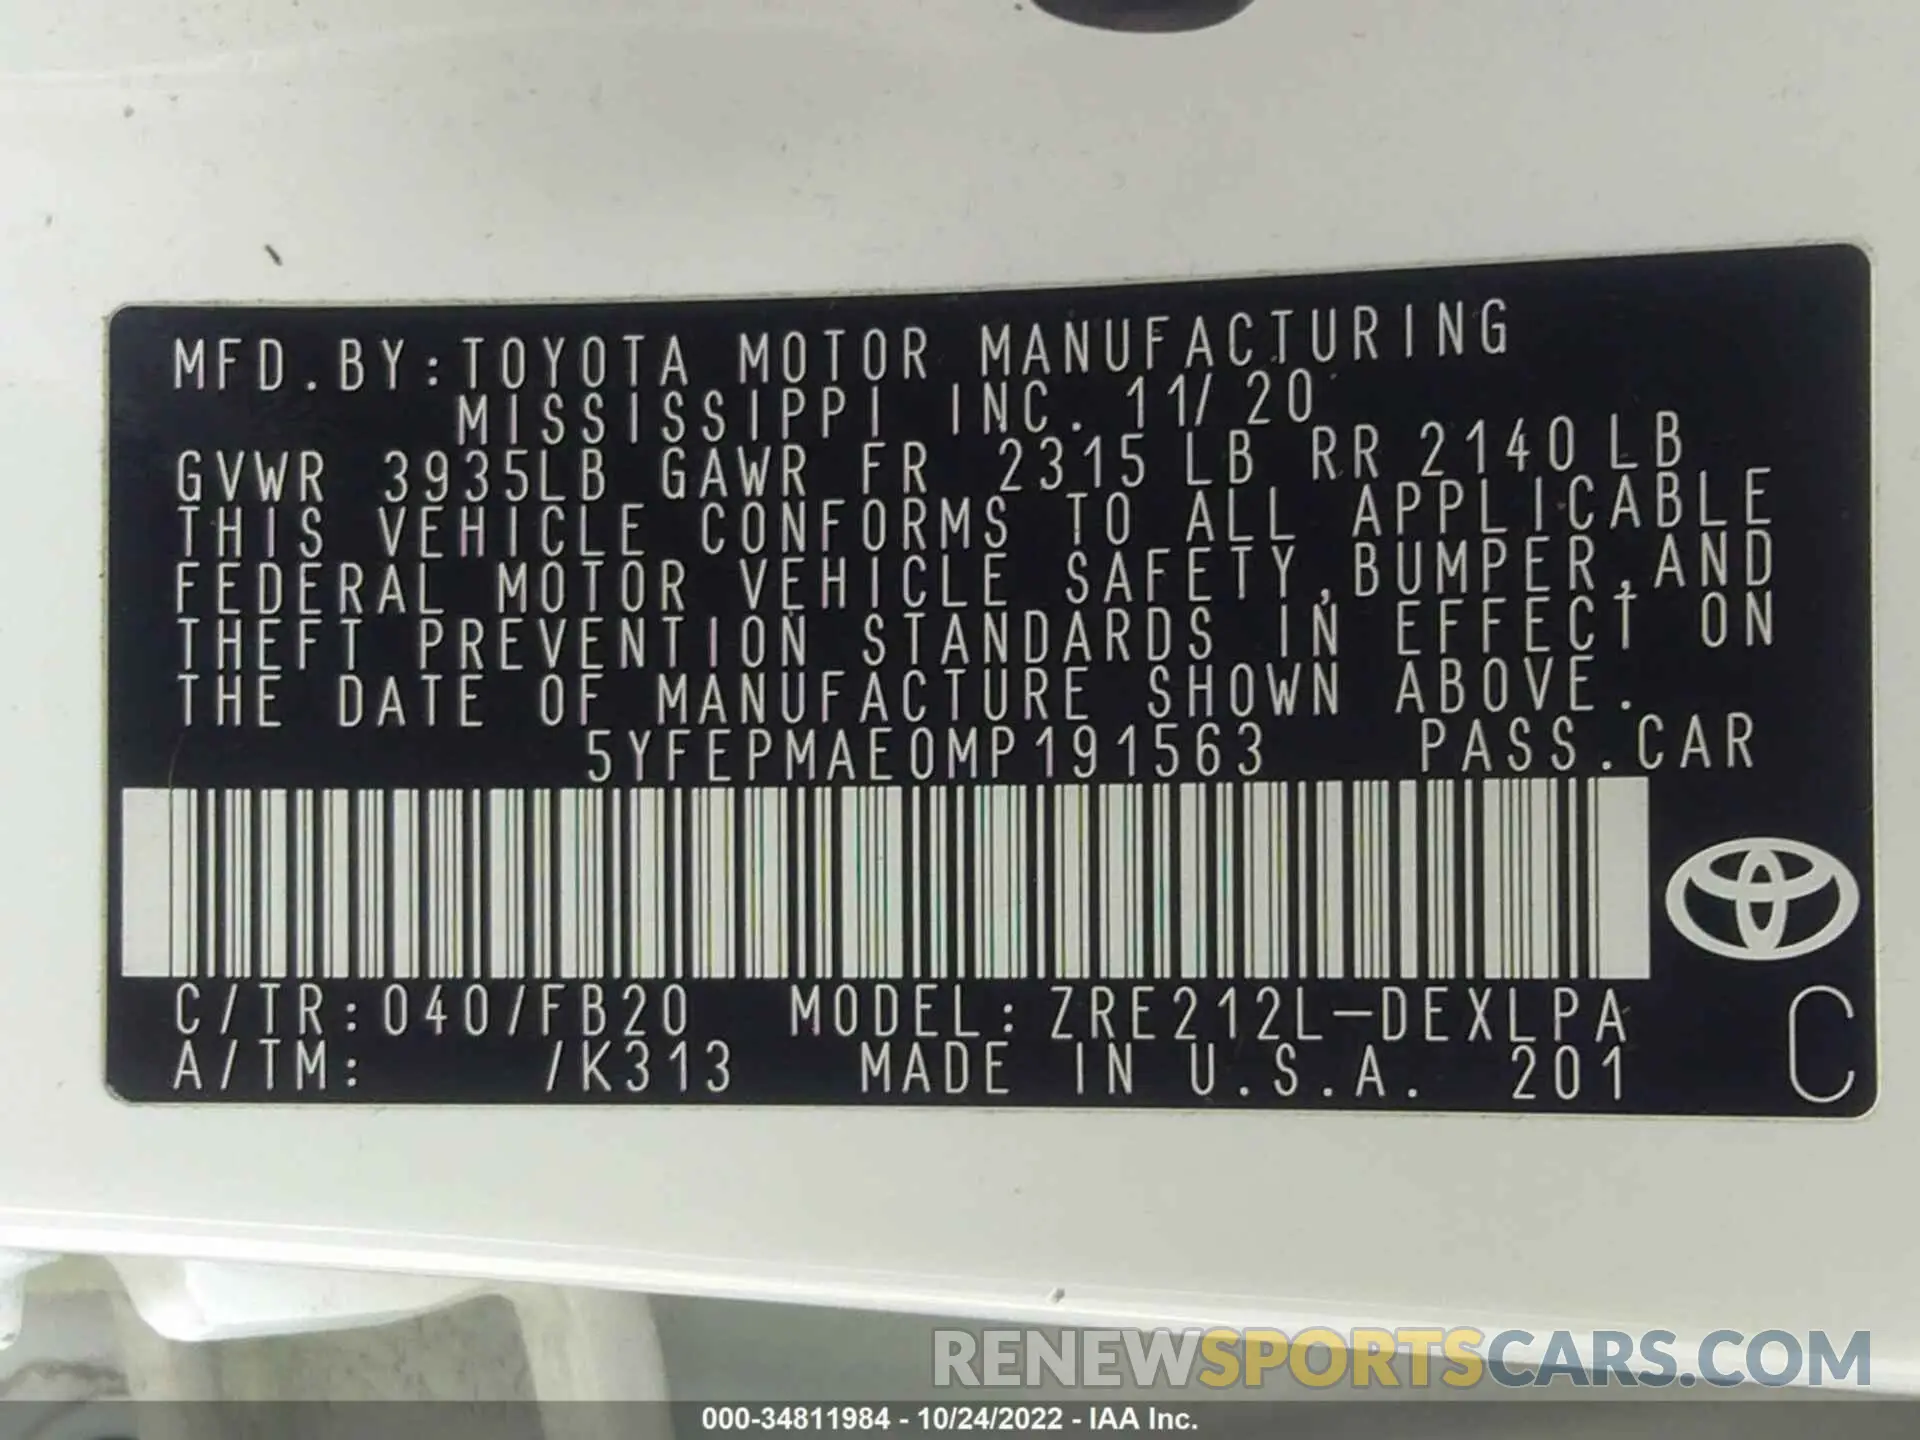 MFD.BY:TOYOTA MOTOR MANUFACTURING
MISSISSIPPI INC. 11/20
GVWR 3935LB GAWR FR 2315LB RR 2140LB
THIS VEHICLE CONFORMS TO ALL APPLICABLE
FEDERAL MOTOR VEHICLE SAFETY,BUMPER,AND
THEFT PREVENTION STANDARDS IN EFFECT ON
THE DATE OF MANUFACTURE SHOWN ABOVE.
5YFEPMAE0MP191563 PASS.CAR
C/TR:040/FB20 MODEL:ZRE212L-DEXLPA
A/TM: /K313 MADE IN U.S.A. 201
C
RENEWSPORTSCARS.COM
000-34811984 - 10/24/2022 - IAA Inc.